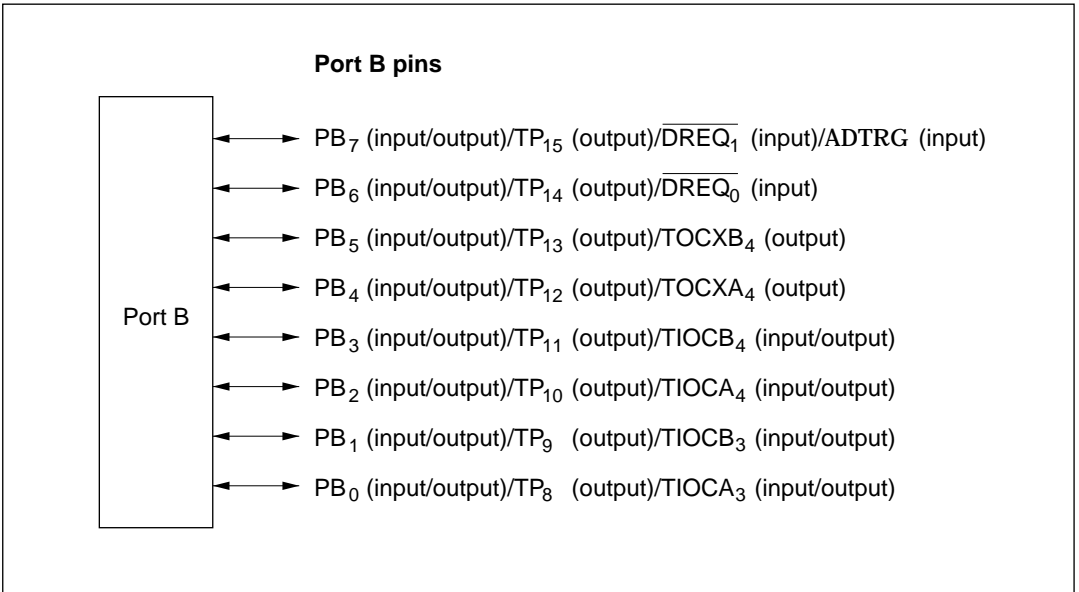 Port B pins
PB₇ (input/output)/TP₁₅ (output)/D̅R̅E̅Q̅₁̅ (input)/ADTRG (input)
PB₆ (input/output)/TP₁₄ (output)/D̅R̅E̅Q̅₀̅ (input)
PB₅ (input/output)/TP₁₃ (output)/TOCXB₄ (output)
PB₄ (input/output)/TP₁₂ (output)/TOCXA₄ (output)
Port B
PB₃ (input/output)/TP₁₁ (output)/TIOCB₄ (input/output)
PB₂ (input/output)/TP₁₀ (output)/TIOCA₄ (input/output)
PB₁ (input/output)/TP₉ (output)/TIOCB₃ (input/output)
PB₀ (input/output)/TP₈ (output)/TIOCA₃ (input/output)